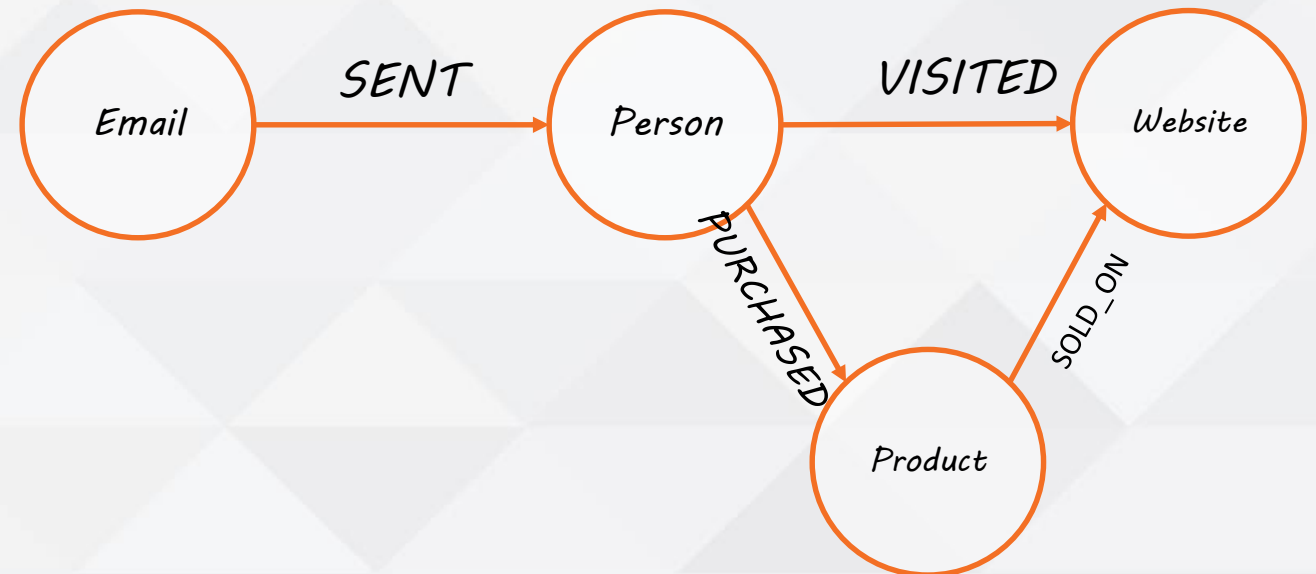 SENT
VISITED
Email
Person
Website
PURCHASED
SOLD_ON
Product